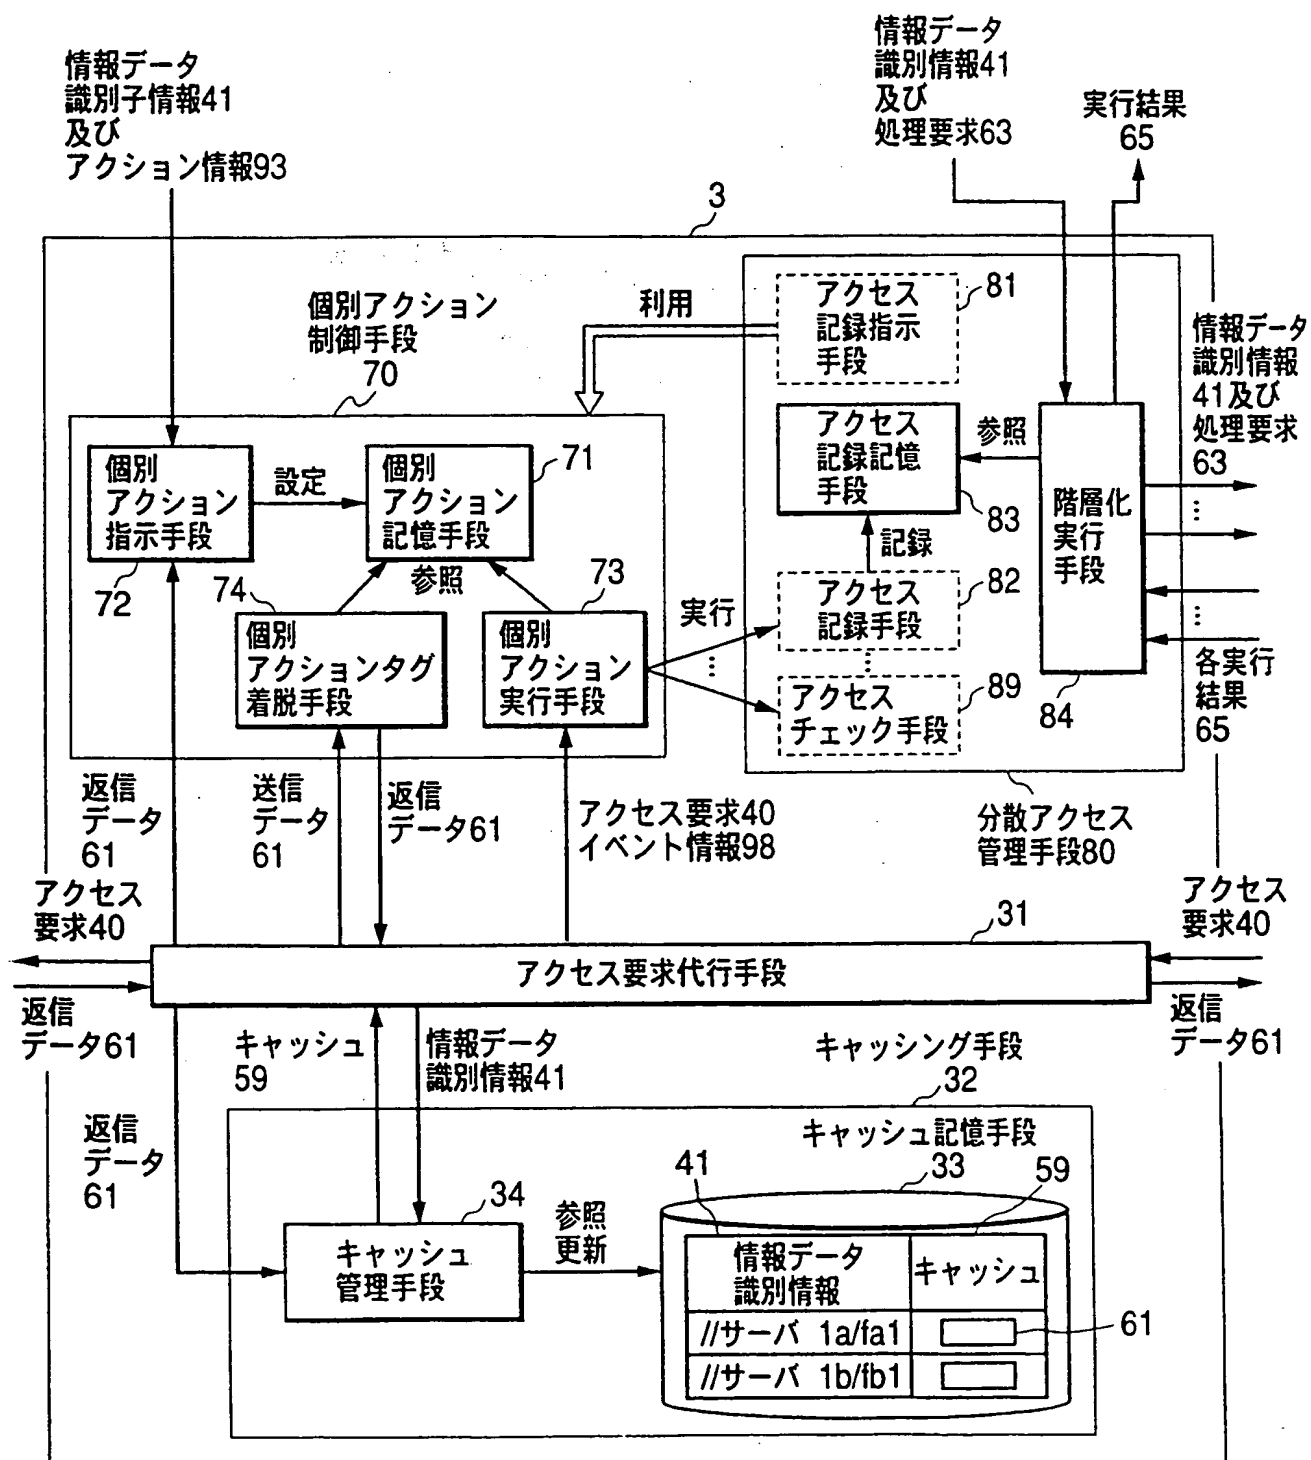 情報データ
識別子情報41
及び
アクション情報93
情報データ
識別情報41
及び
処理要求63
実行結果
65
3
個別アクション
制御手段
70
利用
アクセス
記録指示
手段
81
情報データ
識別情報
41及び
処理要求
63
個別
アクション
指示手段
72
設定
個別
アクション
記憶手段
71
アクセス
記録記憶
手段
83
参照
階層化
実行
手段
84
記録
参照
74
個別
アクションタグ
着脱手段
73
個別
アクション
実行手段
実行
アクセス
記録手段
82
アクセス
チェック手段
89
各実行
結果
65
返信
データ
61
送信
データ
61
返信
データ61
アクセス要求40
イベント情報98
分散アクセス
管理手段80
アクセス
要求40
アクセス
要求40
31
アクセス要求代行手段
返信
データ61
返信
データ61
キャッシュ
59
情報データ
識別情報41
キャッシング手段
32
返信
データ
61
キャッシュ記憶手段
33
41
59
34
キャッシュ
管理手段
参照
更新
情報データ
識別情報
キャッシュ
//サーバ 1a/fa1
61
//サーバ 1b/fb1